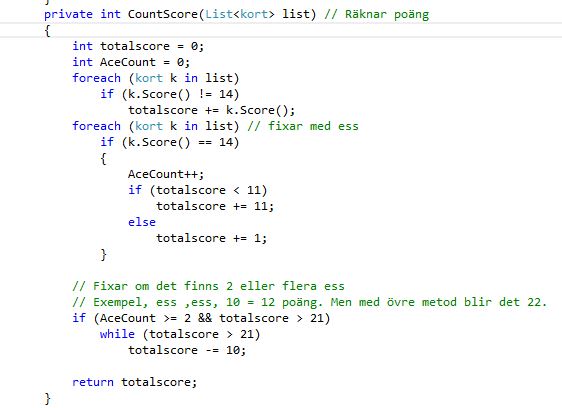 private int CountScore(List<kort> list) // Räknar poäng
{
int totalscore = 0;
int AceCount = 0;
foreach (kort k in list)
if (k.Score() != 14)
totalscore += k.Score();
foreach (kort k in list) // fixar med ess
if (k.Score() == 14)
{
AceCount++;
if (totalscore < 11)
totalscore += 11;
else
totalscore += 1;
}
// Fixar om det finns 2 eller flera ess
// Exempel, ess ,ess, 10 = 12 poäng. Men med övre metod blir det 22.
if (AceCount >= 2 && totalscore > 21)
while (totalscore > 21)
totalscore -= 10;
return totalscore;
}